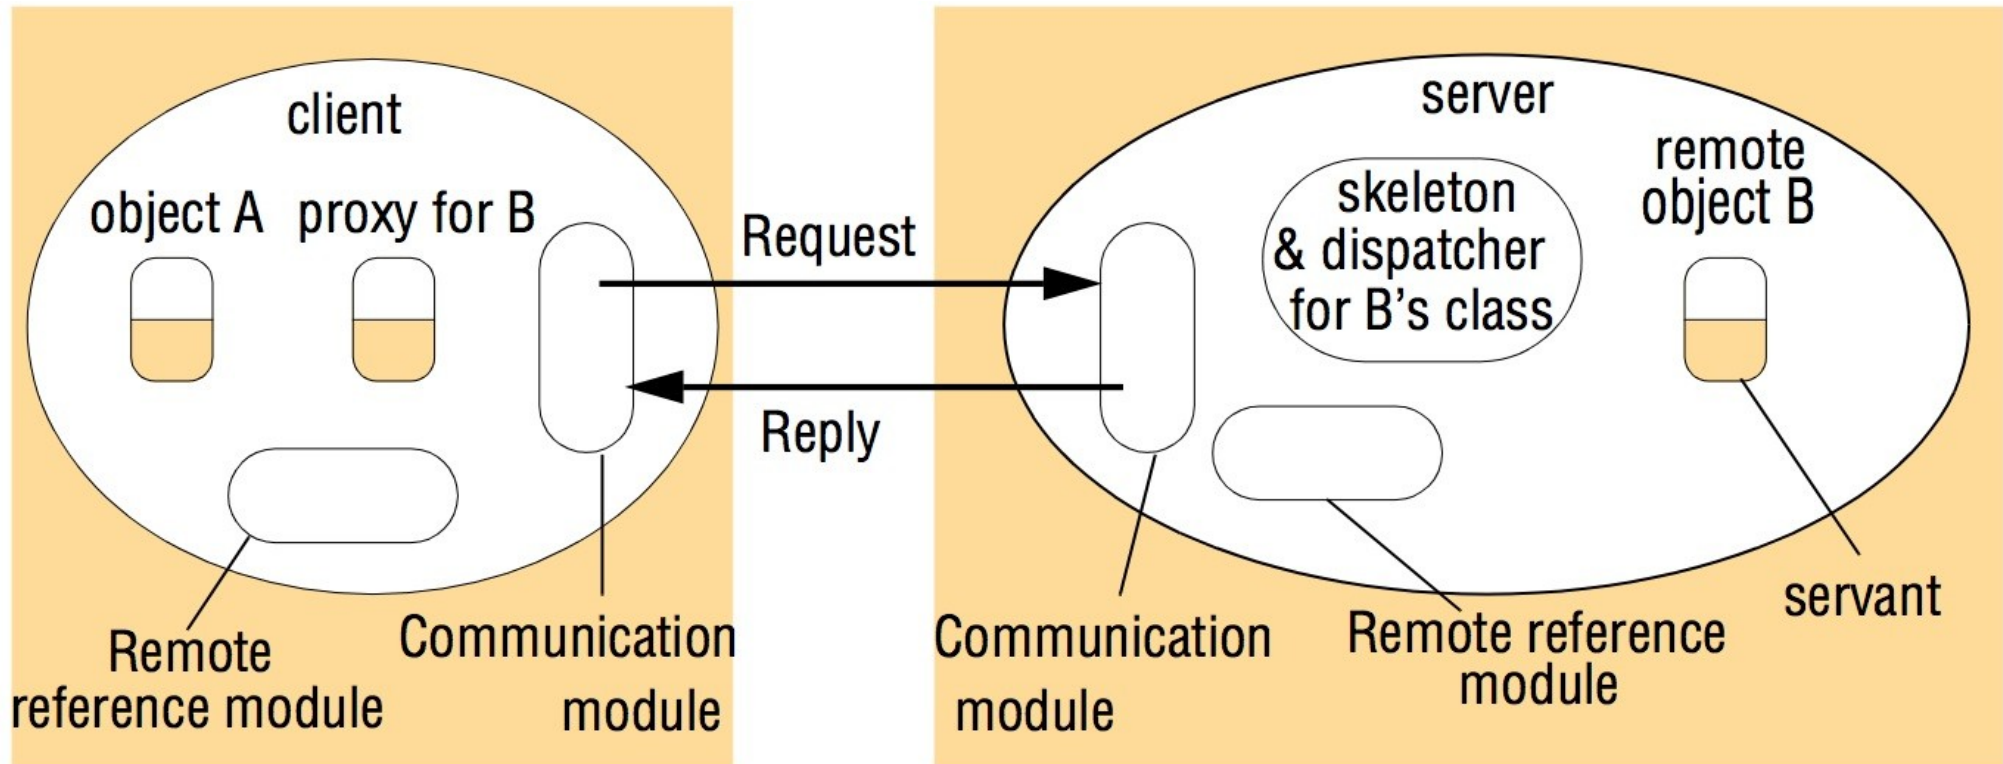 client
object A
proxy for B
Remote
reference module
Communication
module
Request
Reply
server
skeleton
& dispatcher
for B’s class
remote
object B
Communication
module
Remote reference
module
servant